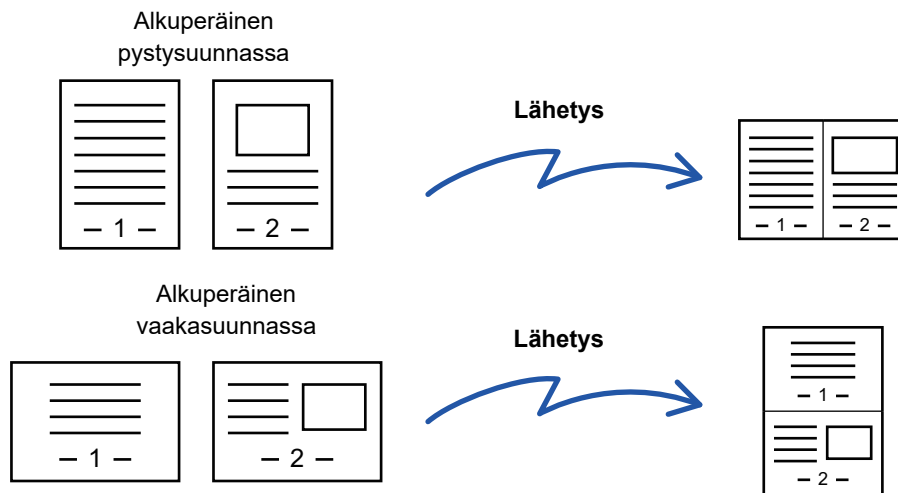 Alkuperäinen
pystysuunnassa
Lähetys
– 1 –
– 2 –
– 1 –
– 2 –
Alkuperäinen
vaakasuunnassa
Lähetys
– 1 –
– 2 –
– 1 –
– 2 –